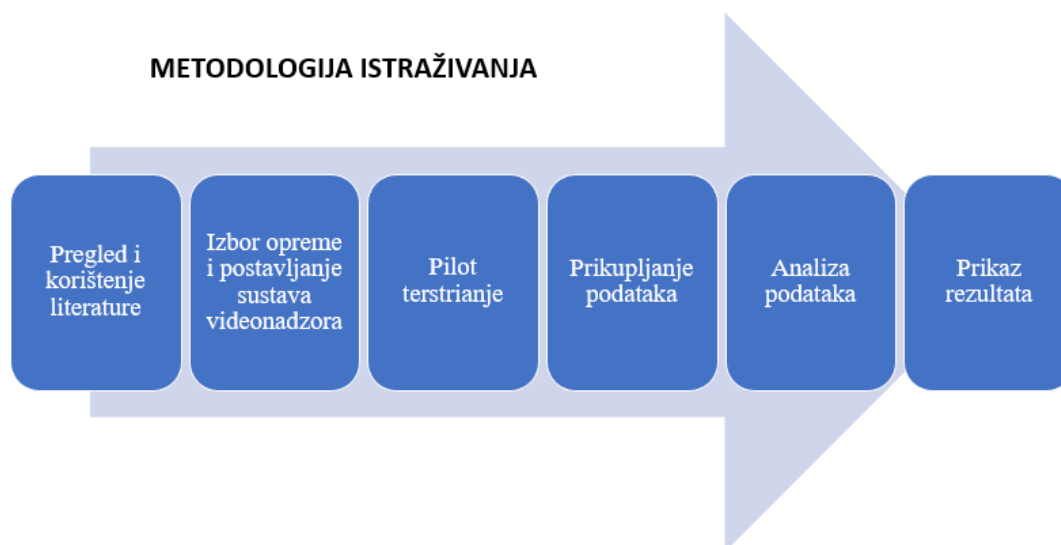 METODOLOGIJA ISTRAŽIVANJA
Pregled i
korištenje
literature
Izbor opreme
i postavljanje
sustava
videonadzora
Pilot
terstrianje
Prikupljanje
podataka
Analiza
podataka
Prikaz
rezultata